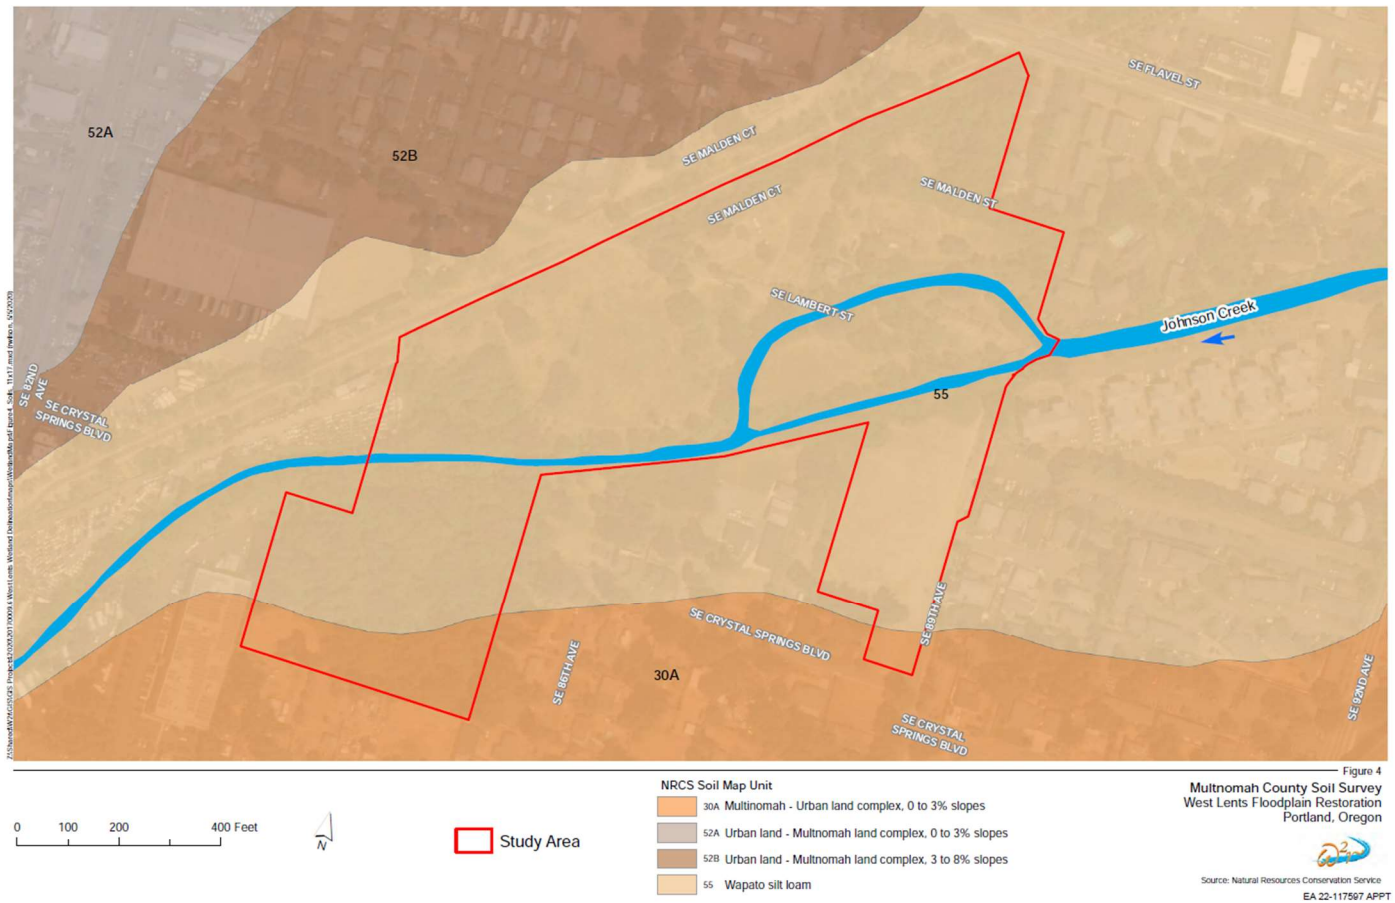 SE FLAVEL ST
52A
52B
SE MALDEN CT
SE MALDEN CT
SE MALDEN ST
SE LAMBERT ST
Johnson Creek
55
SE 82ND
AVE
SE CRYSTAL
SPRINGS BLVD
SE CRYSTAL SPRINGS BLVD
SE 89TH AVE
SE 86TH AVE
30A
SE 92ND AVE
SE CRYSTAL
SPRINGS BLVD
Figure 4
NRCS Soil Map Unit
30A Multinomah - Urban land complex, 0 to 3% slopes
52A Urban land - Multnomah land complex, 0 to 3% slopes
52B Urban land - Multnomah land complex, 3 to 8% slopes
55 Wapato silt loam
Multnomah County Soil Survey
West Lents Floodplain Restoration
Portland, Oregon
0 100 200 400 Feet
N
Study Area
Source: Natural Resources Conservation Service
EA 22-117597 APPT